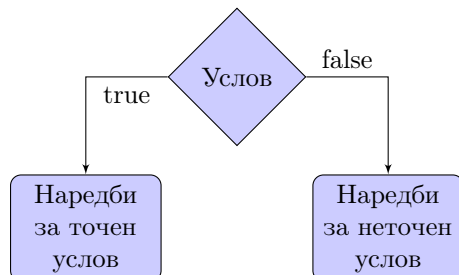 Услов
true
false
Наредби
за точен
услов
Наредби
за неточен
услов